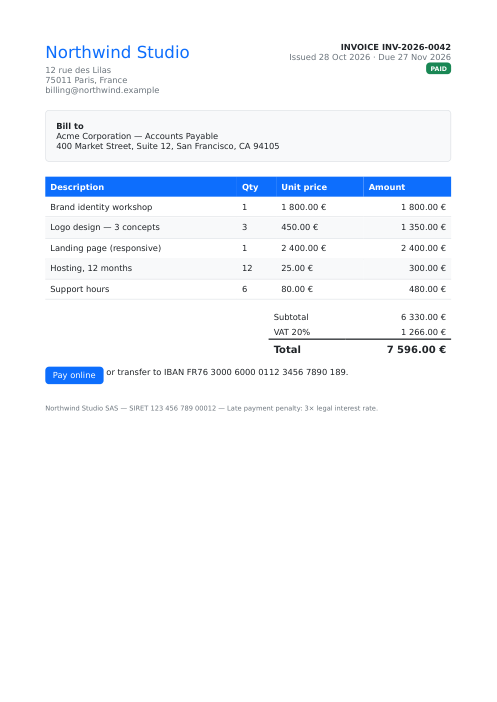 Northwind Studio
12 rue des Lilas
75011 Paris, France
billing@northwind.example
INVOICE INV-2026-0042
Issued 28 Oct 2026 · Due 27 Nov 2026
PAID
Bill to
Acme Corporation — Accounts Payable
400 Market Street, Suite 12, San Francisco, CA 94105
Description Qty Unit price Amount
Brand identity workshop 1 1 800.00 € 1 800.00 €
Logo design — 3 concepts 3 450.00 € 1 350.00 €
Landing page (responsive) 1 2 400.00 € 2 400.00 €
Hosting, 12 months 12 25.00 € 300.00 €
Support hours 6 80.00 € 480.00 €
Subtotal 6 330.00 €
VAT 20% 1 266.00 €
Total 7 596.00 €
Pay online or transfer to IBAN FR76 3000 6000 0112 3456 7890 189.
Northwind Studio SAS — SIRET 123 456 789 00012 — Late payment penalty: 3× legal interest rate.